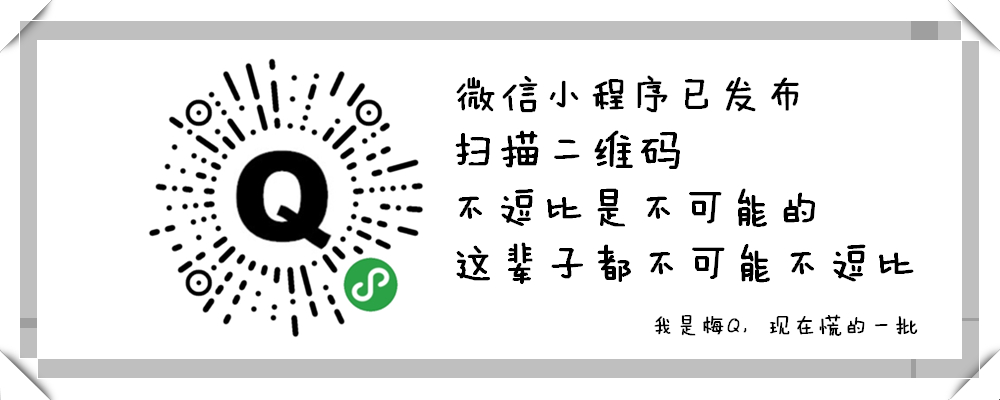 Q
微信小程序已发布
扫描二维码
不逗比是不可能的
这辈子都不可能不逗比
我是梅Q,现在慌的一批